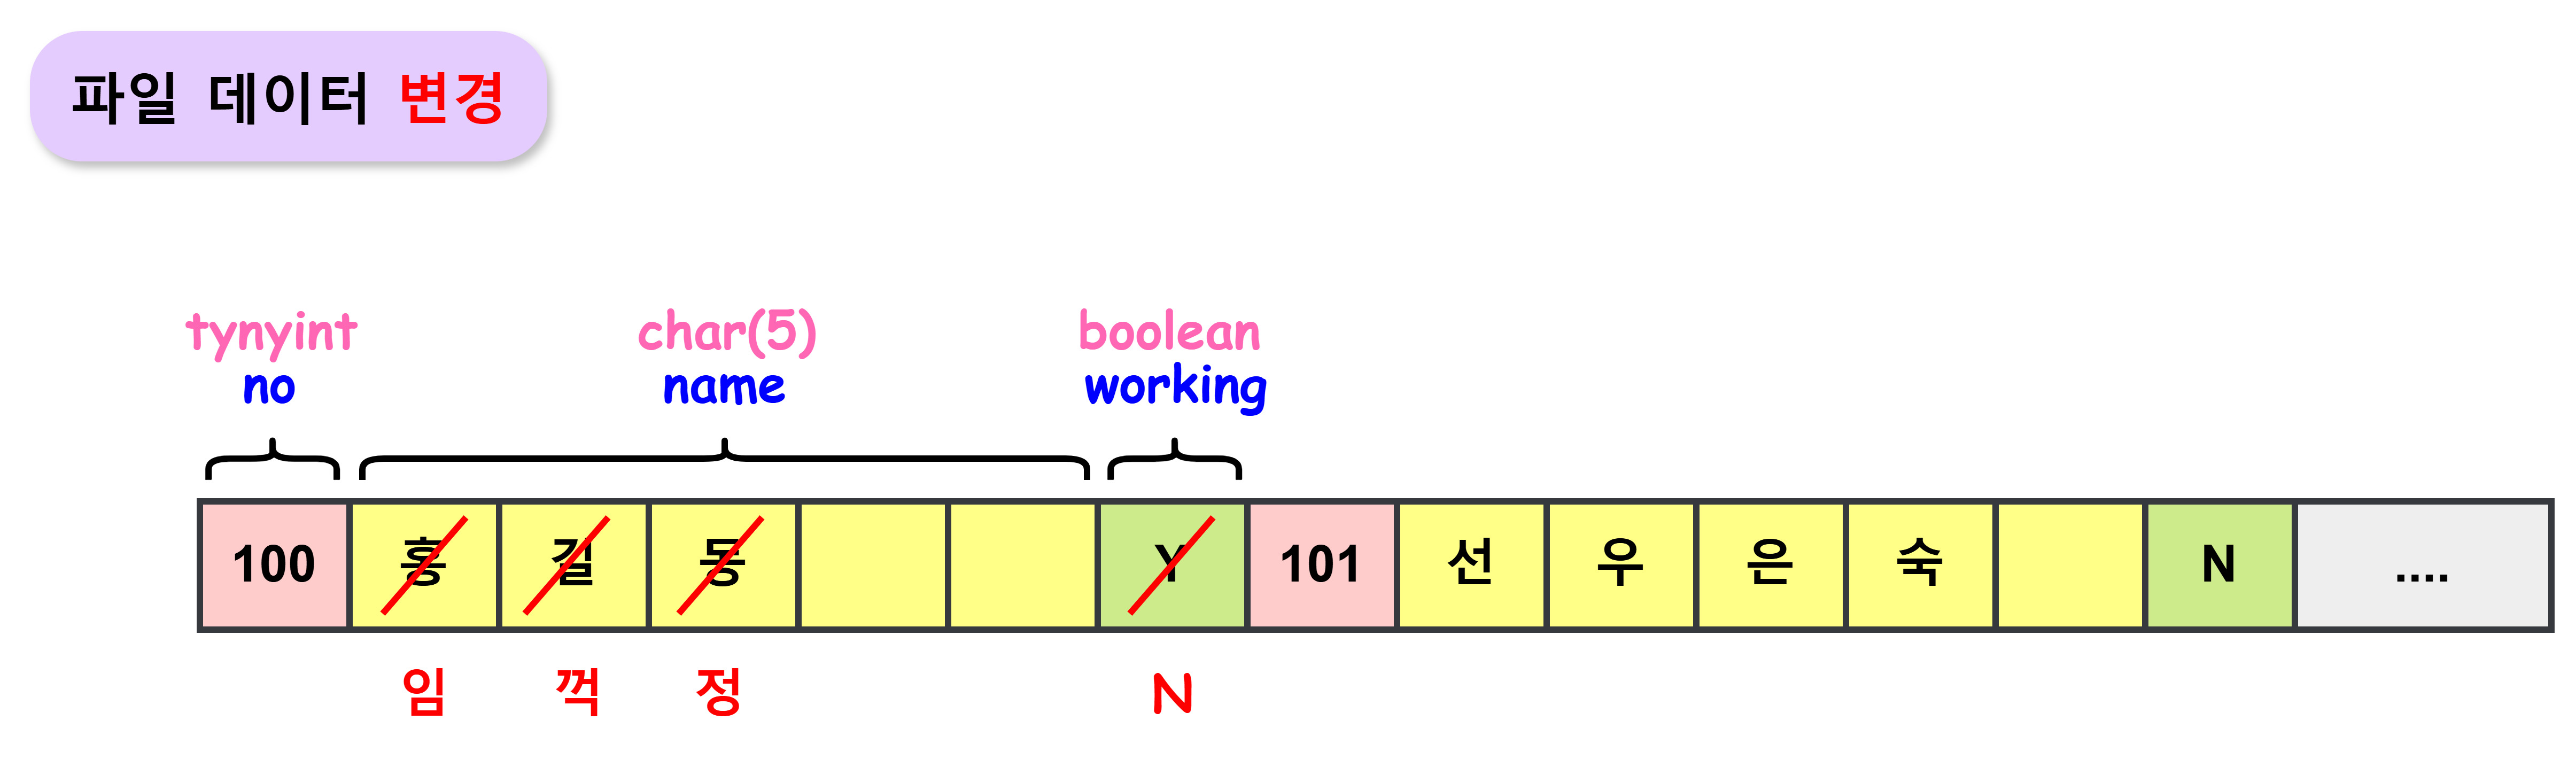 파일 데이터 변경
tynyint char(5) boolean
no name working
100 홍 길 동 Y 101 선 우 은 숙 N ....
임 꺽 정 N